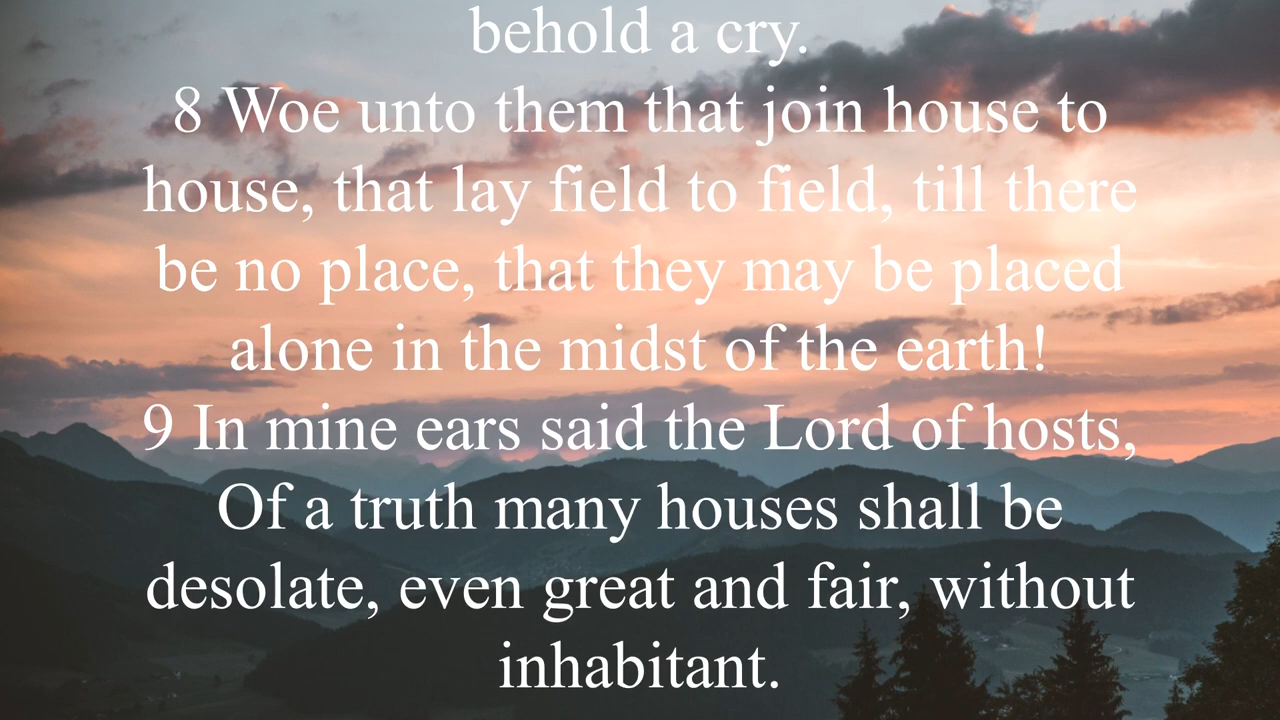 behold a cry.
8 Woe unto them that join house to
house, that lay field to field, till there
be no place, that they may be placed
alone in the midst of the earth!
9 In mine ears said the Lord of hosts,
Of a truth many houses shall be
desolate, even great and fair, without
inhabitant.